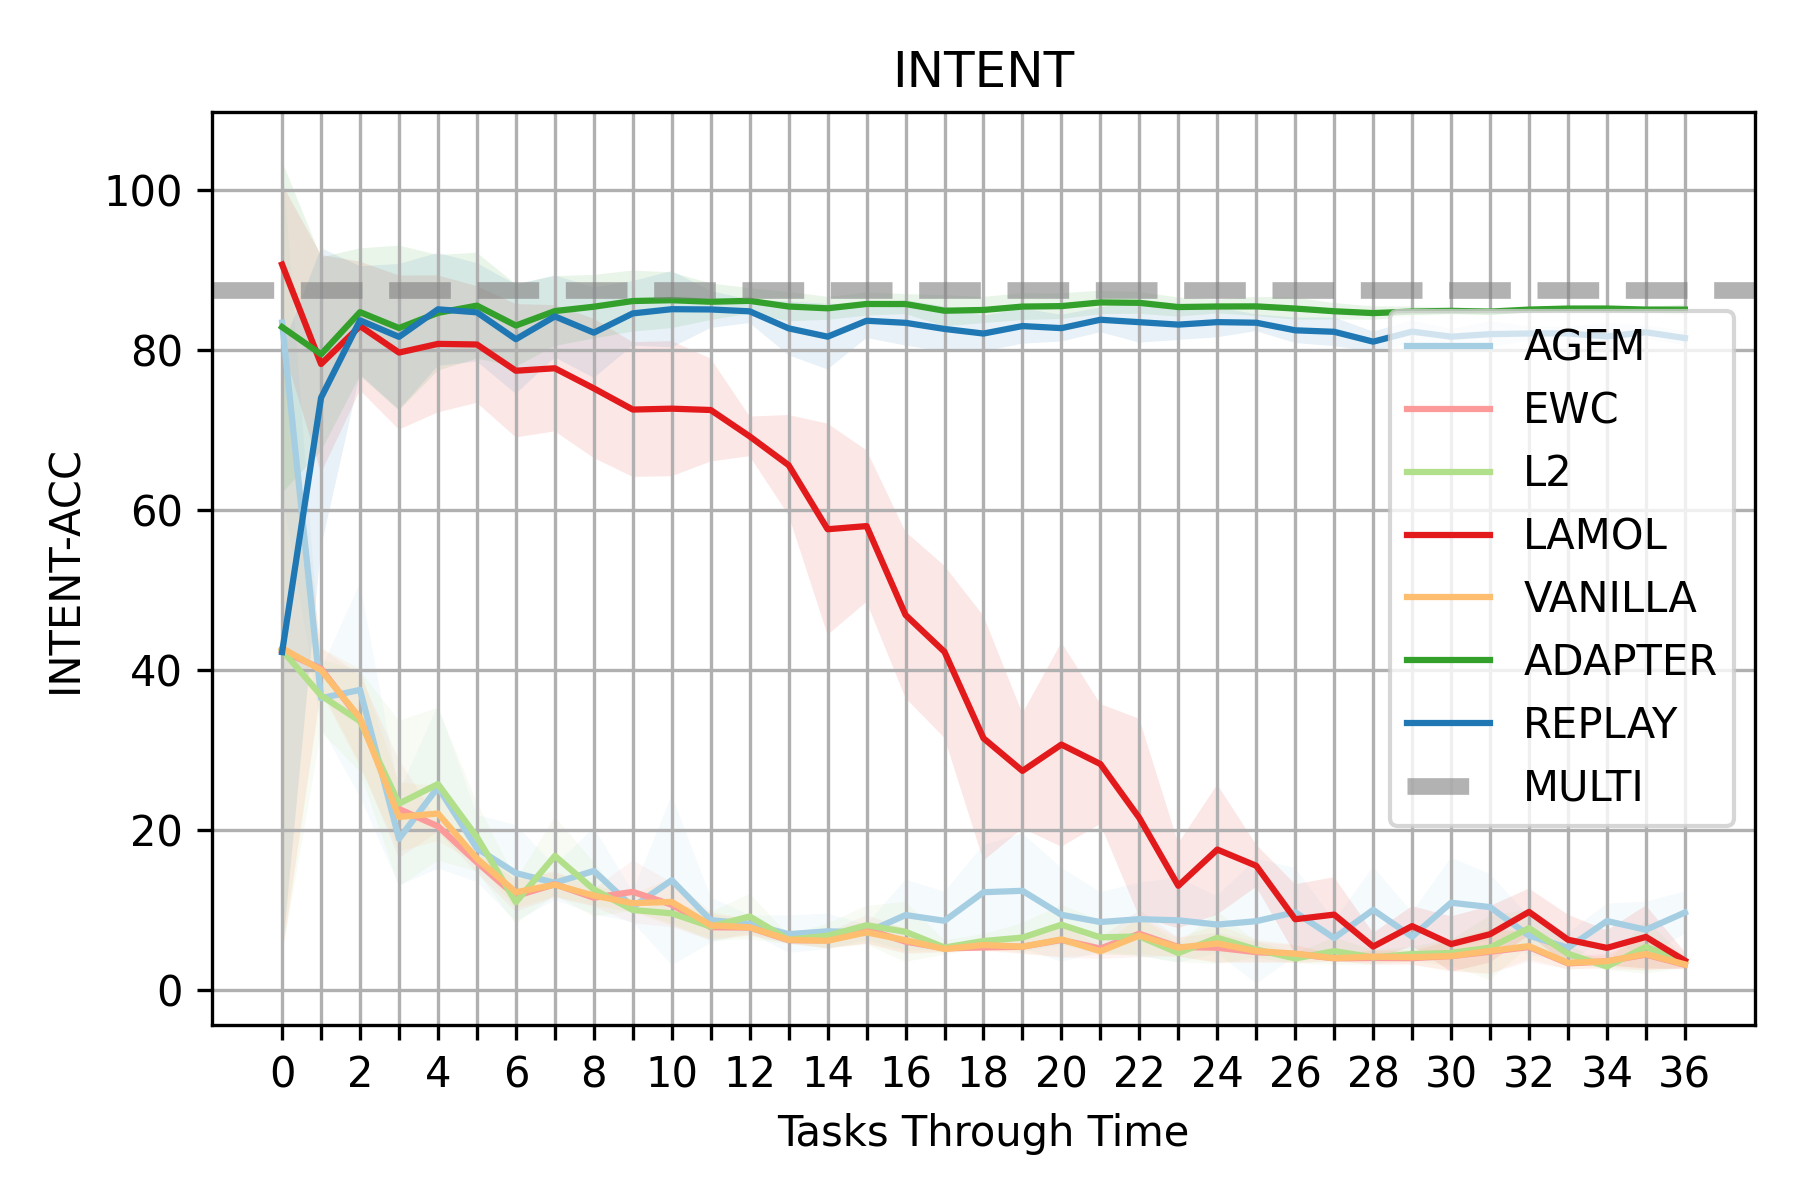 INTENT
INTENT-ACC
100
80
60
40
20
0
AGEM
EWC
L2
LAMOL
VANILLA
ADAPTER
REPLAY
MULTI
0 2 4 6 8 10 12 14 16 18 20 22 24 26 28 30 32 34 36
Tasks Through Time